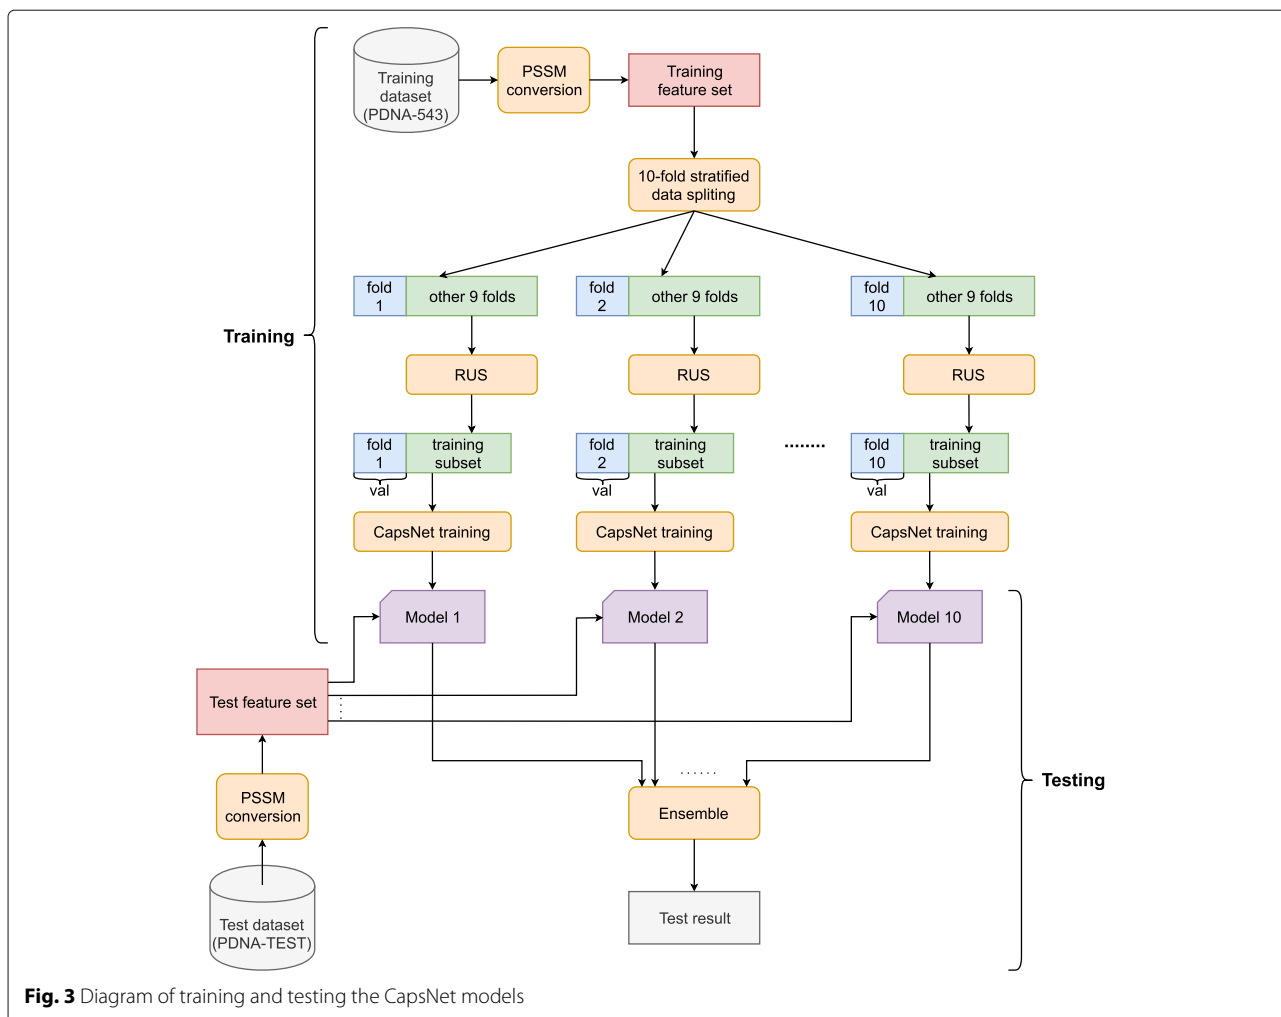 Training
dataset
(PDNA-543)
PSSM
conversion
Training
feature set
10-fold stratified
data spliting
fold
1
other 9 folds
fold
2
other 9 folds
fold
10
other 9 folds
Training
RUS
RUS
RUS
fold
1
training
subset
fold
2
training
subset
........
fold
10
training
subset
val
val
val
CapsNet training
CapsNet training
CapsNet training
Model 1
Model 2
Model 10
Test feature set
......
Testing
PSSM
conversion
Ensemble
Test dataset
(PDNA-TEST)
Test result
Fig. 3 Diagram of training and testing the CapsNet models